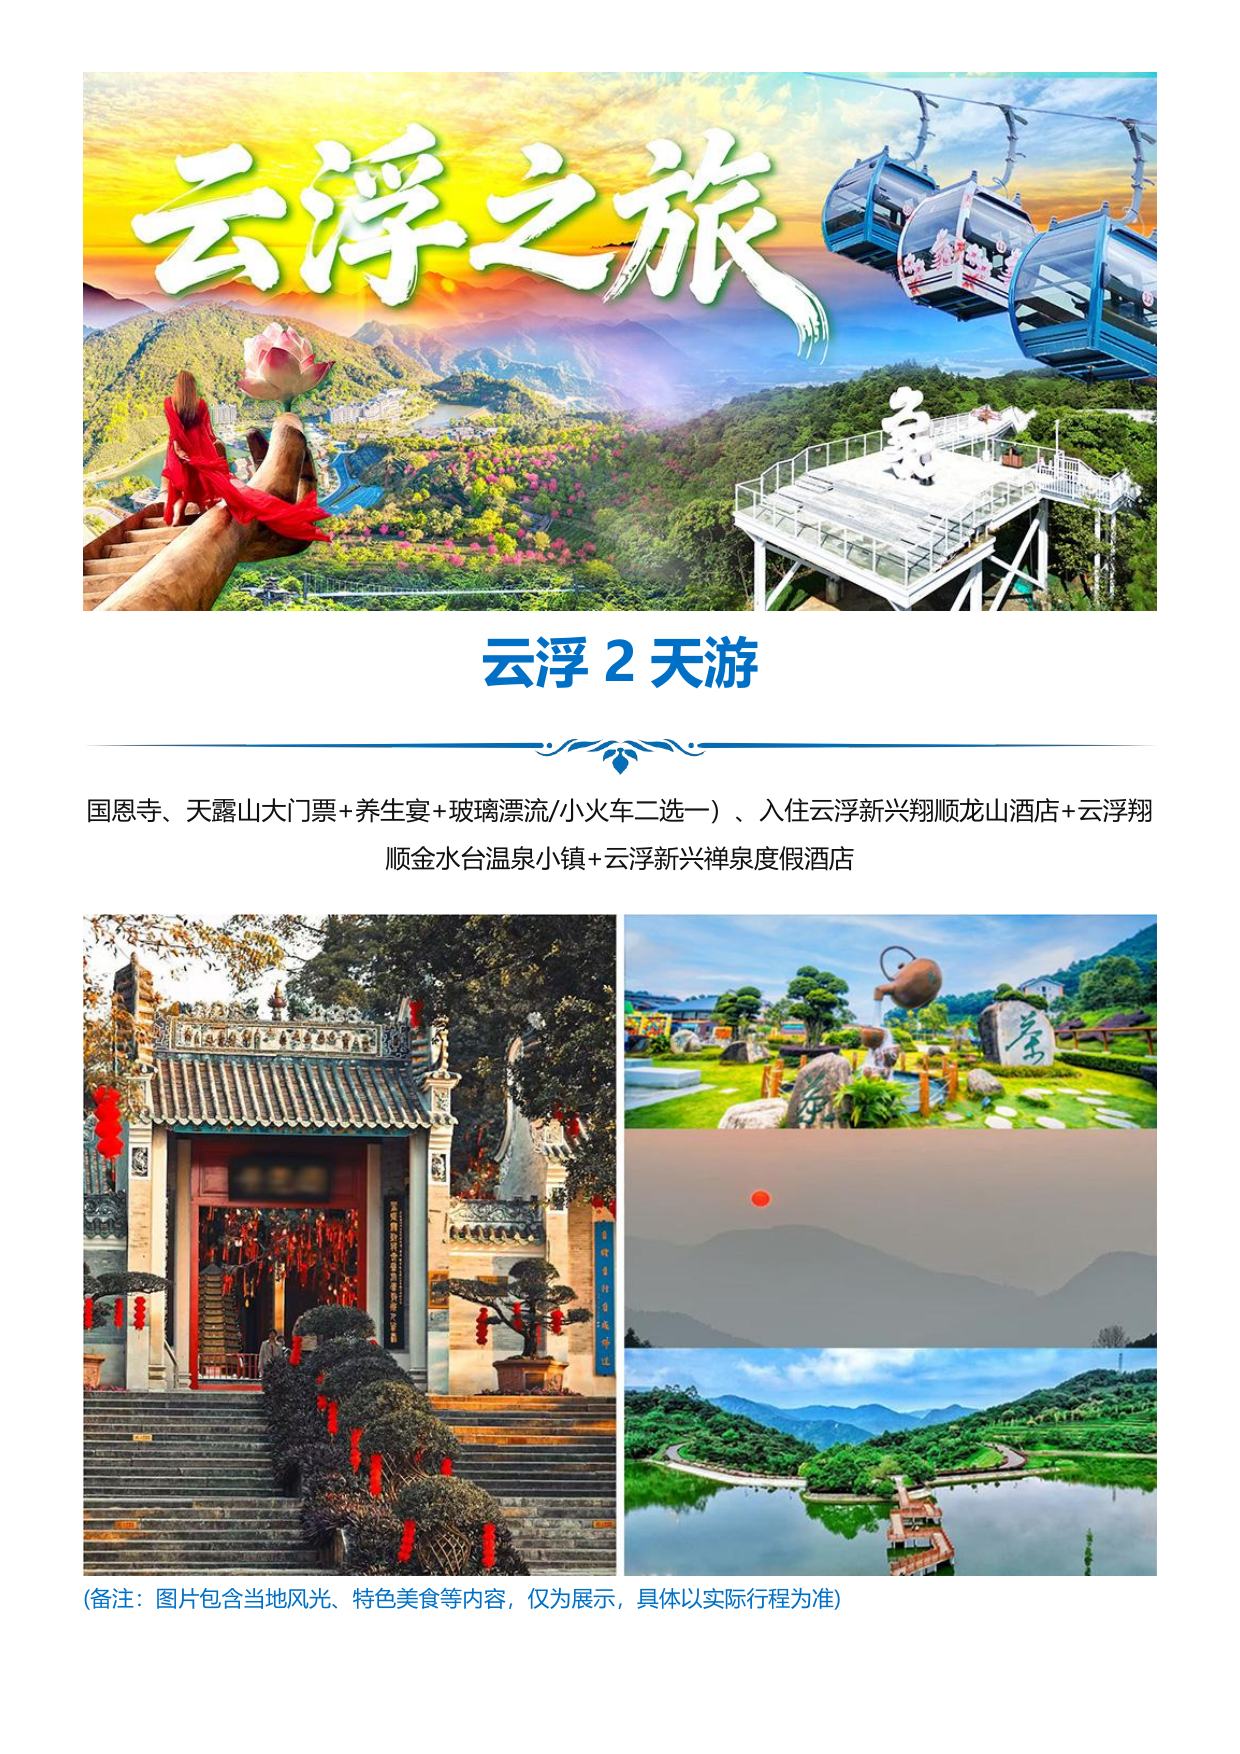 云浮之旅
云浮 2 天游
国恩寺、天露山大门票+养生宴+玻璃漂流/小火车二选一）、入住云浮新兴翔顺龙山酒店+云浮翔
顺金水台温泉小镇+云浮新兴禅泉度假酒店
茶
茶
(备注：图片包含当地风光、特色美食等内容，仅为展示，具体以实际行程为准)